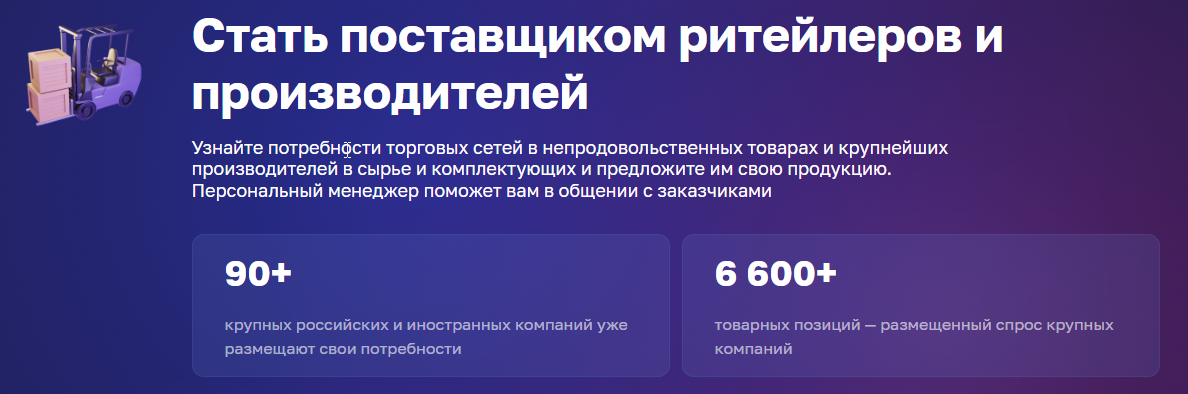 Стать поставщиком ритейлеров и
производителей
Узнайте потребности торговых сетей в непродовольственных товарах и крупнейших
производителей в сырье и комплектующих и предложите им свою продукцию.
Персональный менеджер поможет вам в общении с заказчиками
90+
крупных российских и иностранных компаний уже
размещают свои потребности
6 600+
товарных позиций — размещенный спрос крупных
компаний